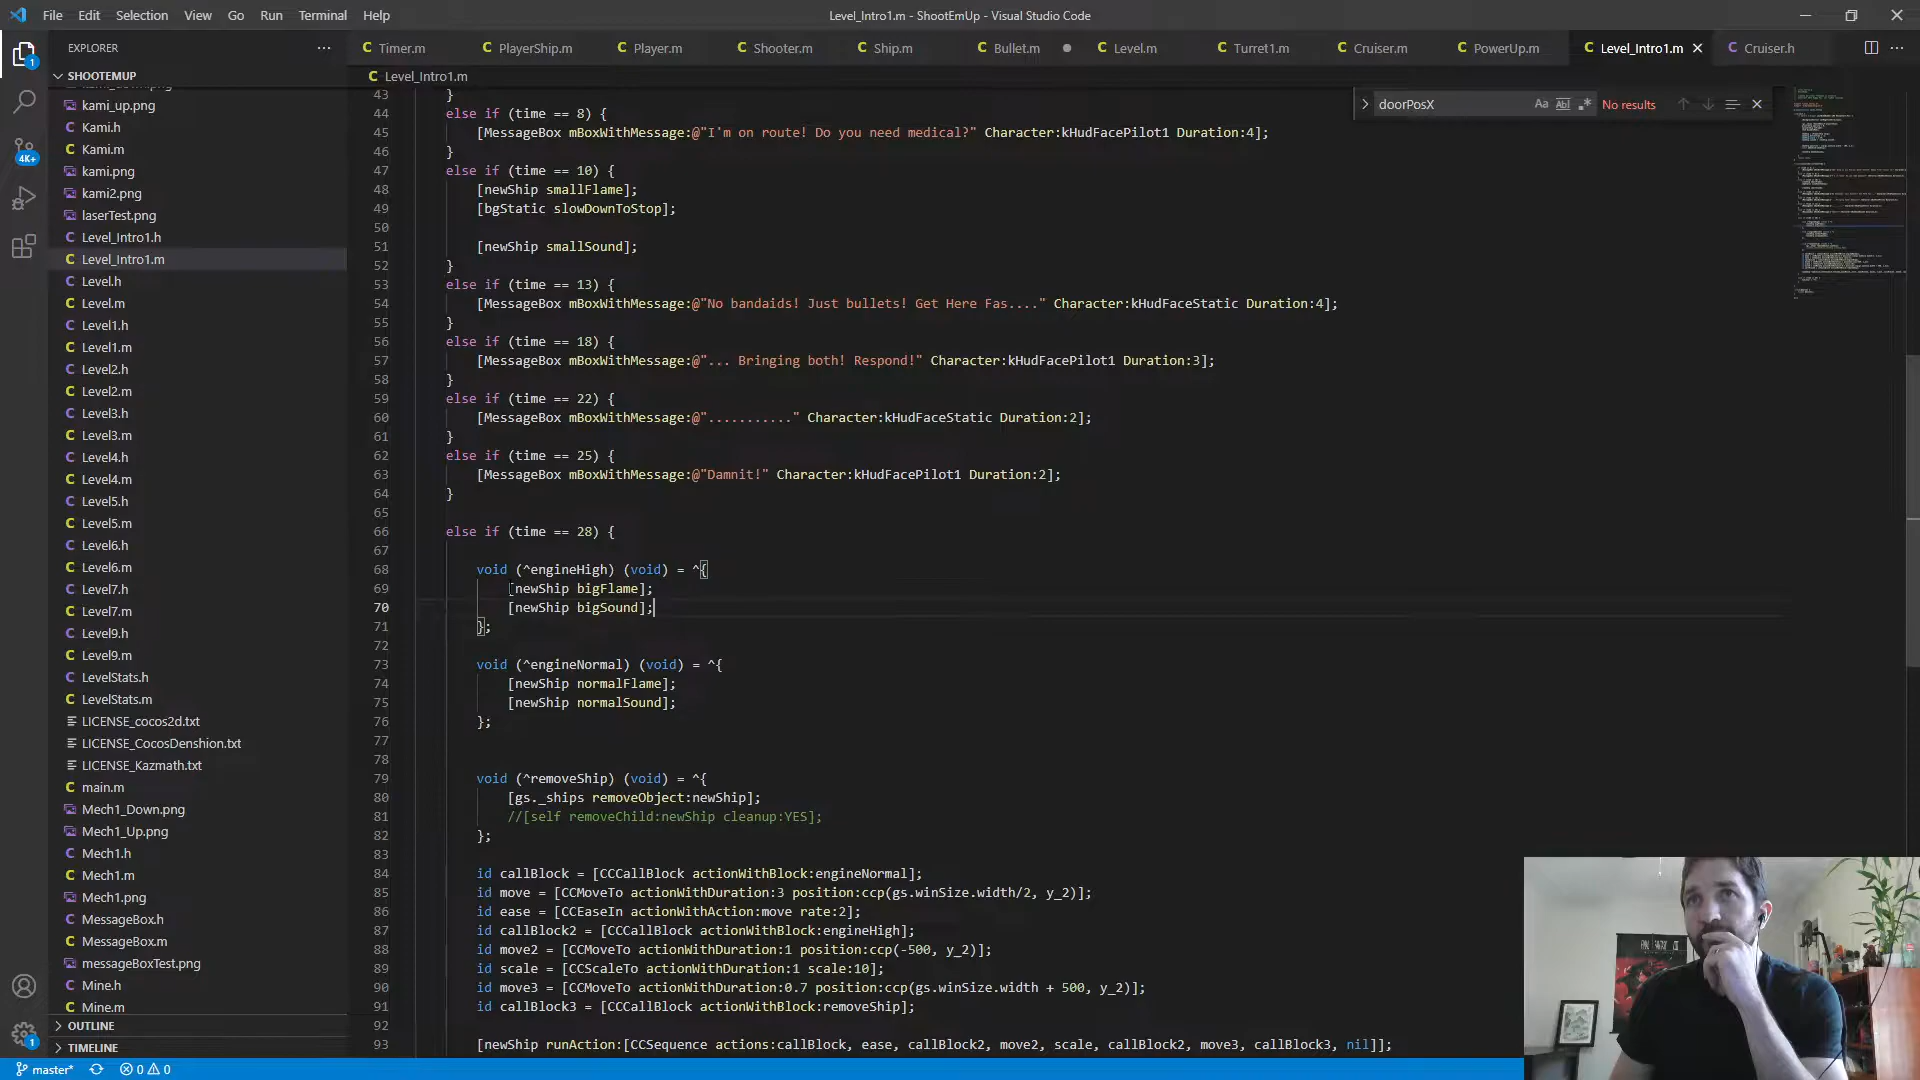 File Edit Selection View Go Run Terminal Help
Level_Intro1.m - ShootEmUp - Visual Studio Code
EXPLORER
Timer.m PlayerShip.m Player.m Shooter.m Ship.m Bullet.m Level.m Turret1.m Cruiser.m PowerUp.m Level_Intro1.m Cruiser.h
SHOOTEMUP
kami_up.png
Kami.h
Kami.m
kami.png
kami2.png
laserTest.png
Level_Intro1.h
Level_Intro1.m
Level.h
Level.m
Level1.h
Level1.m
Level2.h
Level2.m
Level3.h
Level3.m
Level4.h
Level4.m
Level5.h
Level5.m
Level6.h
Level6.m
Level7.h
Level7.m
Level9.h
Level9.m
LevelStats.h
LevelStats.m
LICENSE_cocos2d.txt
LICENSE_CocosDenshion.txt
LICENSE_Kazmath.txt
main.m
Mech1_Down.png
Mech1_Up.png
Mech1.h
Mech1.m
Mech1.png
MessageBox.h
MessageBox.m
messageBoxTest.png
Mine.h
Mine.m
OUTLINE
TIMELINE
1
4K+
1
Level_Intro1.m
doorPosX Aa Abl .* No results
43 }
44 else if (time == 8) {
45 [MessageBox mBoxWithMessage:@"I'm on route! Do you need medical?" Character:kHudFacePilot1 Duration:4];
46 }
47 else if (time == 10) {
48 [newShip smallFlame];
49 [bgStatic slowDownToStop];
50
51 [newShip smallSound];
52 }
53 else if (time == 13) {
54 [MessageBox mBoxWithMessage:@"No bandaids! Just bullets! Get Here Fas...." Character:kHudFaceStatic Duration:4];
55 }
56 else if (time == 18) {
57 [MessageBox mBoxWithMessage:@"... Bringing both! Respond!" Character:kHudFacePilot1 Duration:3];
58 }
59 else if (time == 22) {
60 [MessageBox mBoxWithMessage:@"..........." Character:kHudFaceStatic Duration:2];
61 }
62 else if (time == 25) {
63 [MessageBox mBoxWithMessage:@"Damnit!" Character:kHudFacePilot1 Duration:2];
64 }
65
66 else if (time == 28) {
67
68 void (^engineHigh) (void) = ^{
69 [newShip bigFlame];
70 [newShip bigSound];
71 };
72
73 void (^engineNormal) (void) = ^{
74 [newShip normalFlame];
75 [newShip normalSound];
76 };
77
78
79 void (^removeShip) (void) = ^{
80 [gs._ships removeObject:newShip];
81 //[self removeChild:newShip cleanup:YES];
82 };
83
84 id callBlock = [CCCallBlock actionWithBlock:engineNormal];
85 id move = [CCMoveTo actionWithDuration:3 position:ccp(gs.winSize.width/2, y_2)];
86 id ease = [CCEaseIn actionWithAction:move rate:2];
87 id callBlock2 = [CCCallBlock actionWithBlock:engineHigh];
88 id move2 = [CCMoveTo actionWithDuration:1 position:ccp(-500, y_2)];
89 id scale = [CCScaleTo actionWithDuration:1 scale:10];
90 id move3 = [CCMoveTo actionWithDuration:0.7 position:ccp(gs.winSize.width + 500, y_2)];
91 id callBlock3 = [CCCallBlock actionWithBlock:removeShip];
92
93 [newShip runAction:[CCSequence actions:callBlock, ease, callBlock2, move2, scale, callBlock2, move3, callBlock3, nil]];
master* 0 0